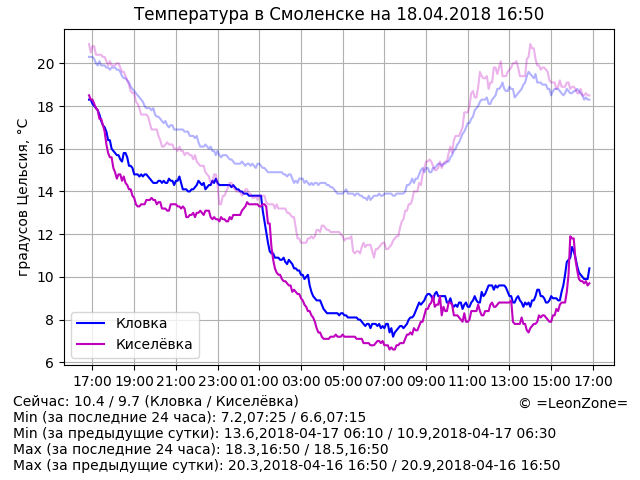 Температура в Смоленске на 18.04.2018 16:50
градусов Цельсия, °C
20
18
16
14
12
10
8
6
Кловка
Киселёвка
17:00 19:00 21:00 23:00 01:00 03:00 05:00 07:00 09:00 11:00 13:00 15:00 17:00
Сейчас: 10.4 / 9.7 (Кловка / Киселёвка)
© =LeonZone=
Min (за последние 24 часа): 7.2,07:25 / 6.6,07:15
Min (за предыдущие сутки): 13.6,2018-04-17 06:10 / 10.9,2018-04-17 06:30
Max (за последние 24 часа): 18.3,16:50 / 18.5,16:50
Max (за предыдущие сутки): 20.3,2018-04-16 16:50 / 20.9,2018-04-16 16:50